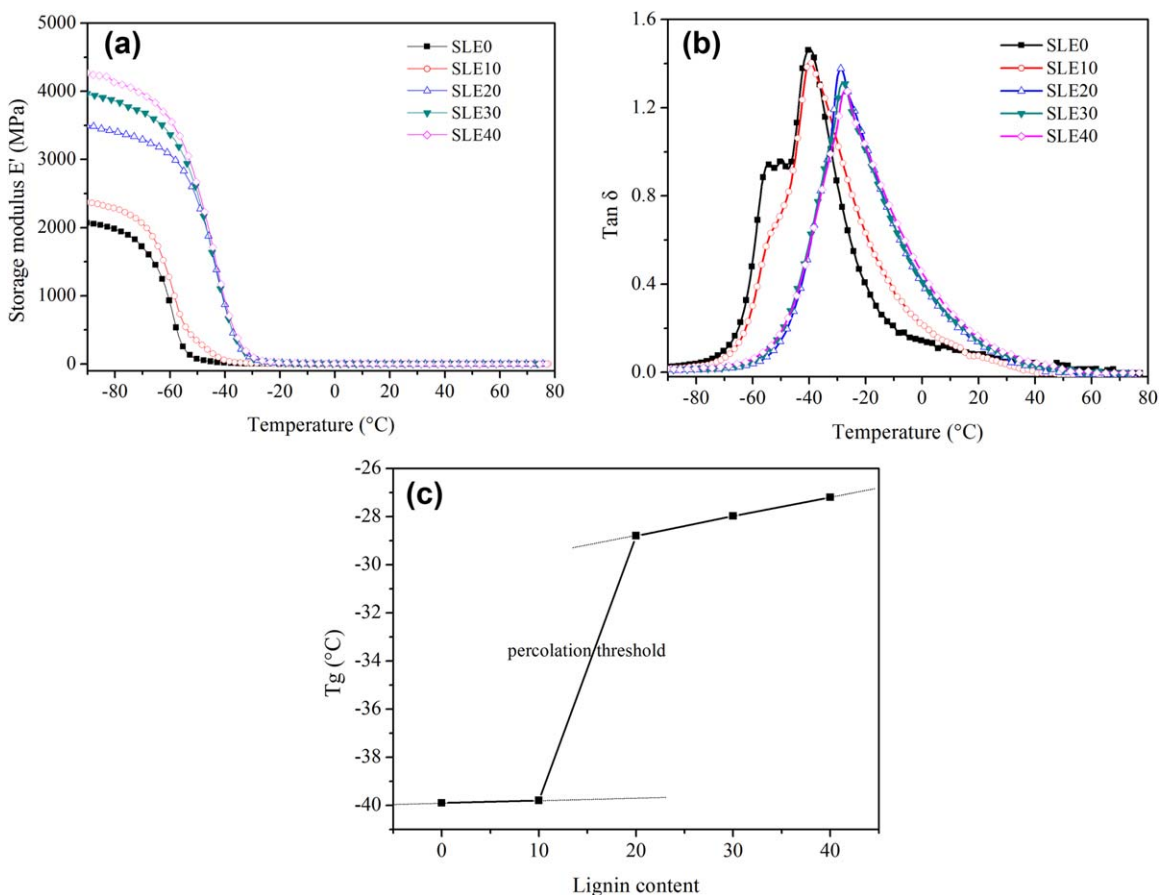 (a)
SLE0
SLE10
SLE20
SLE30
SLE40
5000
4000
3000
2000
1000
0
Storage modulus E' (MPa)
-80 -60 -40 -20 0 20 40 60 80
Temperature (°C)
(b)
SLE0
SLE10
SLE20
SLE30
SLE40
1.6
1.2
0.8
0.4
0.0
Tan δ
-80 -60 -40 -20 0 20 40 60 80
Temperature (°C)
(c)
-26
-28
-30
-32
-34
-36
-38
-40
Tg (°C)
percolation threshold
0 10 20 30 40
Lignin content